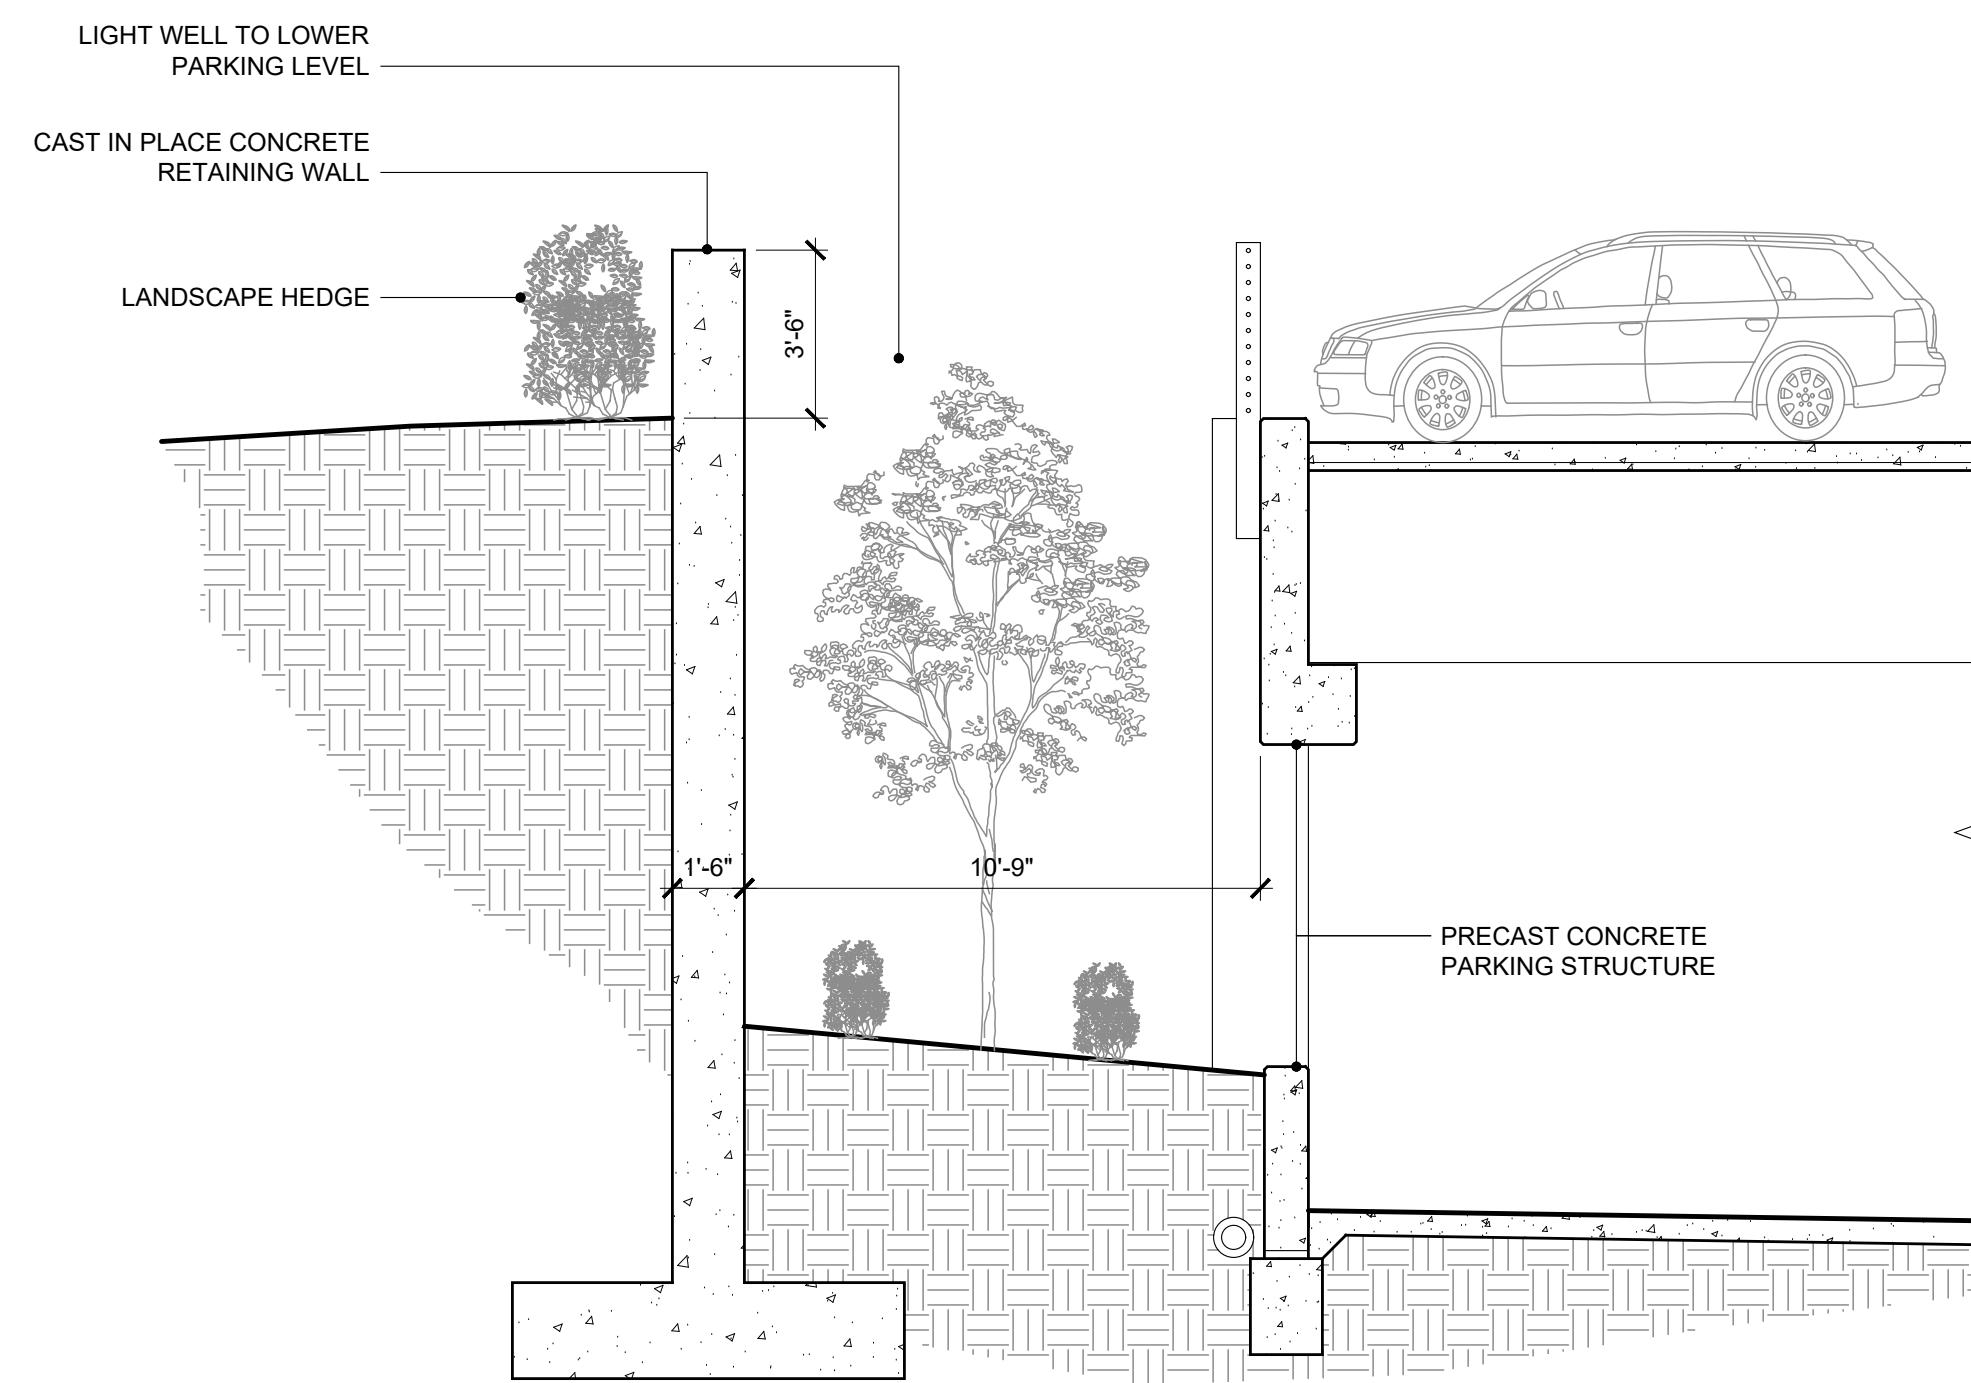 LIGHT WELL TO LOWER
PARKING LEVEL
CAST IN PLACE CONCRETE
RETAINING WALL
LANDSCAPE HEDGE
3'-6"
1'-6"
10'-9"
PRECAST CONCRETE
PARKING STRUCTURE